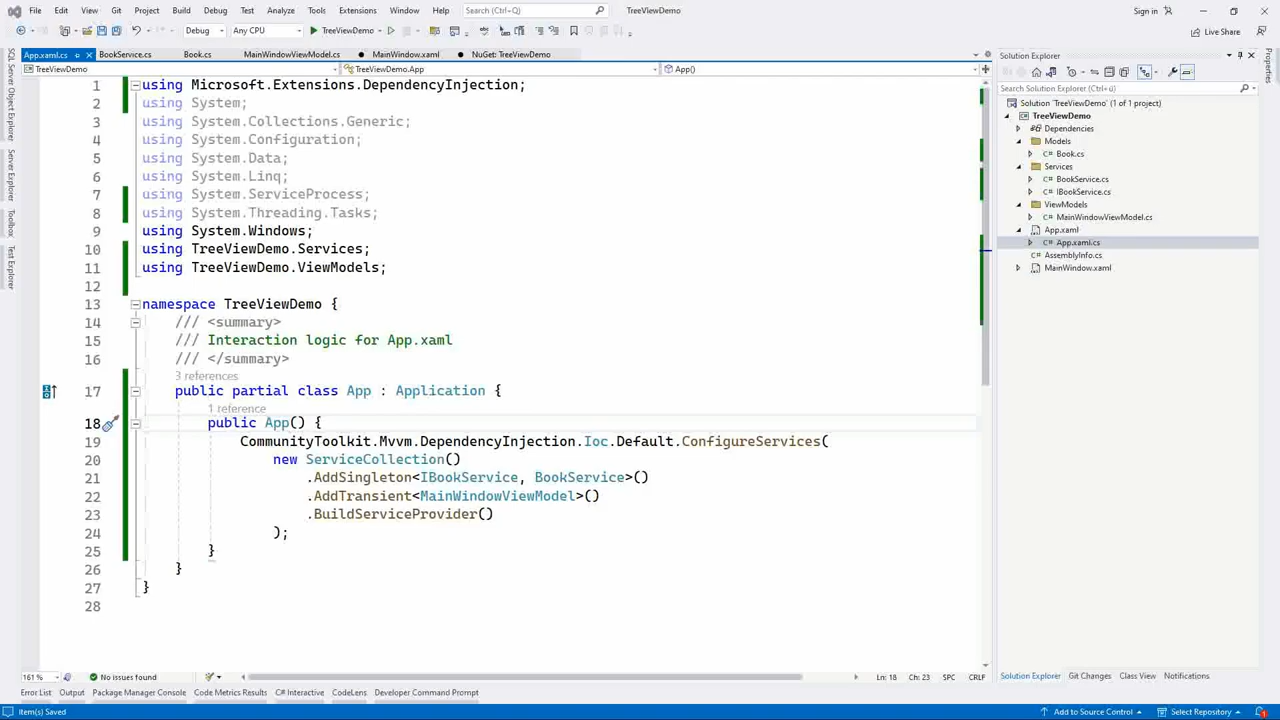 File Edit View Git Project Build Debug Test Analyze Tools Extensions Window Help Search (Ctrl+Q) TreeViewDemo Sign in
Debug Any CPU TreeViewDemo Live Share
App.xaml.cs BookService.cs Book.cs MainWindowViewModel.cs MainWindow.xaml NuGet: TreeViewDemo
TreeViewDemo TreeViewDemo.App App()
SQL Server Object Explorer
Server Explorer
Toolbox
Test Explorer
1 using Microsoft.Extensions.DependencyInjection;
2 using System;
3 using System.Collections.Generic;
4 using System.Configuration;
5 using System.Data;
6 using System.Linq;
7 using System.ServiceProcess;
8 using System.Threading.Tasks;
9 using System.Windows;
10 using TreeViewDemo.Services;
11 using TreeViewDemo.ViewModels;
12
13 namespace TreeViewDemo {
14 /// <summary>
15 /// Interaction logic for App.xaml
16 /// </summary>
3 references
17 public partial class App : Application {
1 reference
18 public App() {
19 CommunityToolkit.Mvvm.DependencyInjection.Ioc.Default.ConfigureServices(
20 new ServiceCollection()
21 .AddSingleton<IBookService, BookService>()
22 .AddTransient<MainWindowViewModel>()
23 .BuildServiceProvider()
24 );
25 }
26 }
27 }
28
Solution Explorer
Search Solution Explorer (Ctrl+ü)
Solution 'TreeViewDemo' (1 of 1 project)
TreeViewDemo
Dependencies
Models
C# Book.cs
Services
C# BookService.cs
C# IBookService.cs
ViewModels
C# MainWindowViewModel.cs
App.xaml
C# App.xaml.cs
C# AssemblyInfo.cs
MainWindow.xaml
Properties
161 % No issues found Ln: 18 Ch: 23 SPC CRLF
Solution Explorer Git Changes Class View Notifications
Error List Output Package Manager Console Code Metrics Results C# Interactive CodeLens Developer Command Prompt
Item(s) Saved Add to Source Control Select Repository